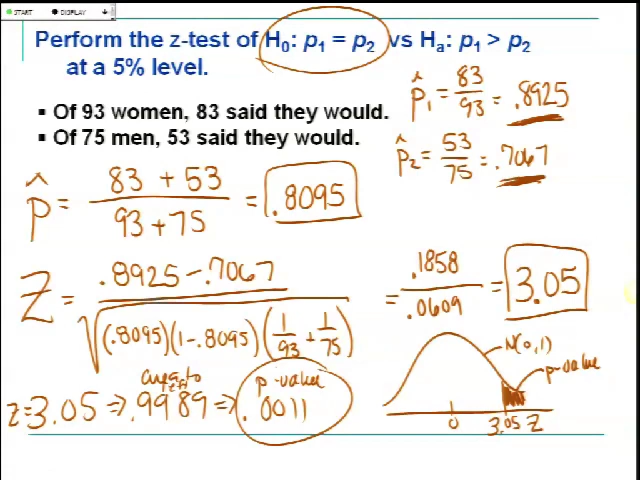 START DISPLAY
Perform the z-test of H₀: p₁ = p₂ vs Hₐ: p₁ > p₂
at a 5% level.
▪ Of 93 women, 83 said they would.
▪ Of 75 men, 53 said they would.
p̂₁ = 83/93 = .8925
p̂₂ = 53/75 = .7067
p̂ = (83 + 53)/(93 + 75) = .8095
Z = (.8925 - .7067)/√((.8095)(1-.8095)(1/93 + 1/75)) = .1858/.0609 = 3.05
N(0,1)
p-value
0 3.05 Z
area to
p-value
z=3.05 ⇒ .9989 ⇒ .0011